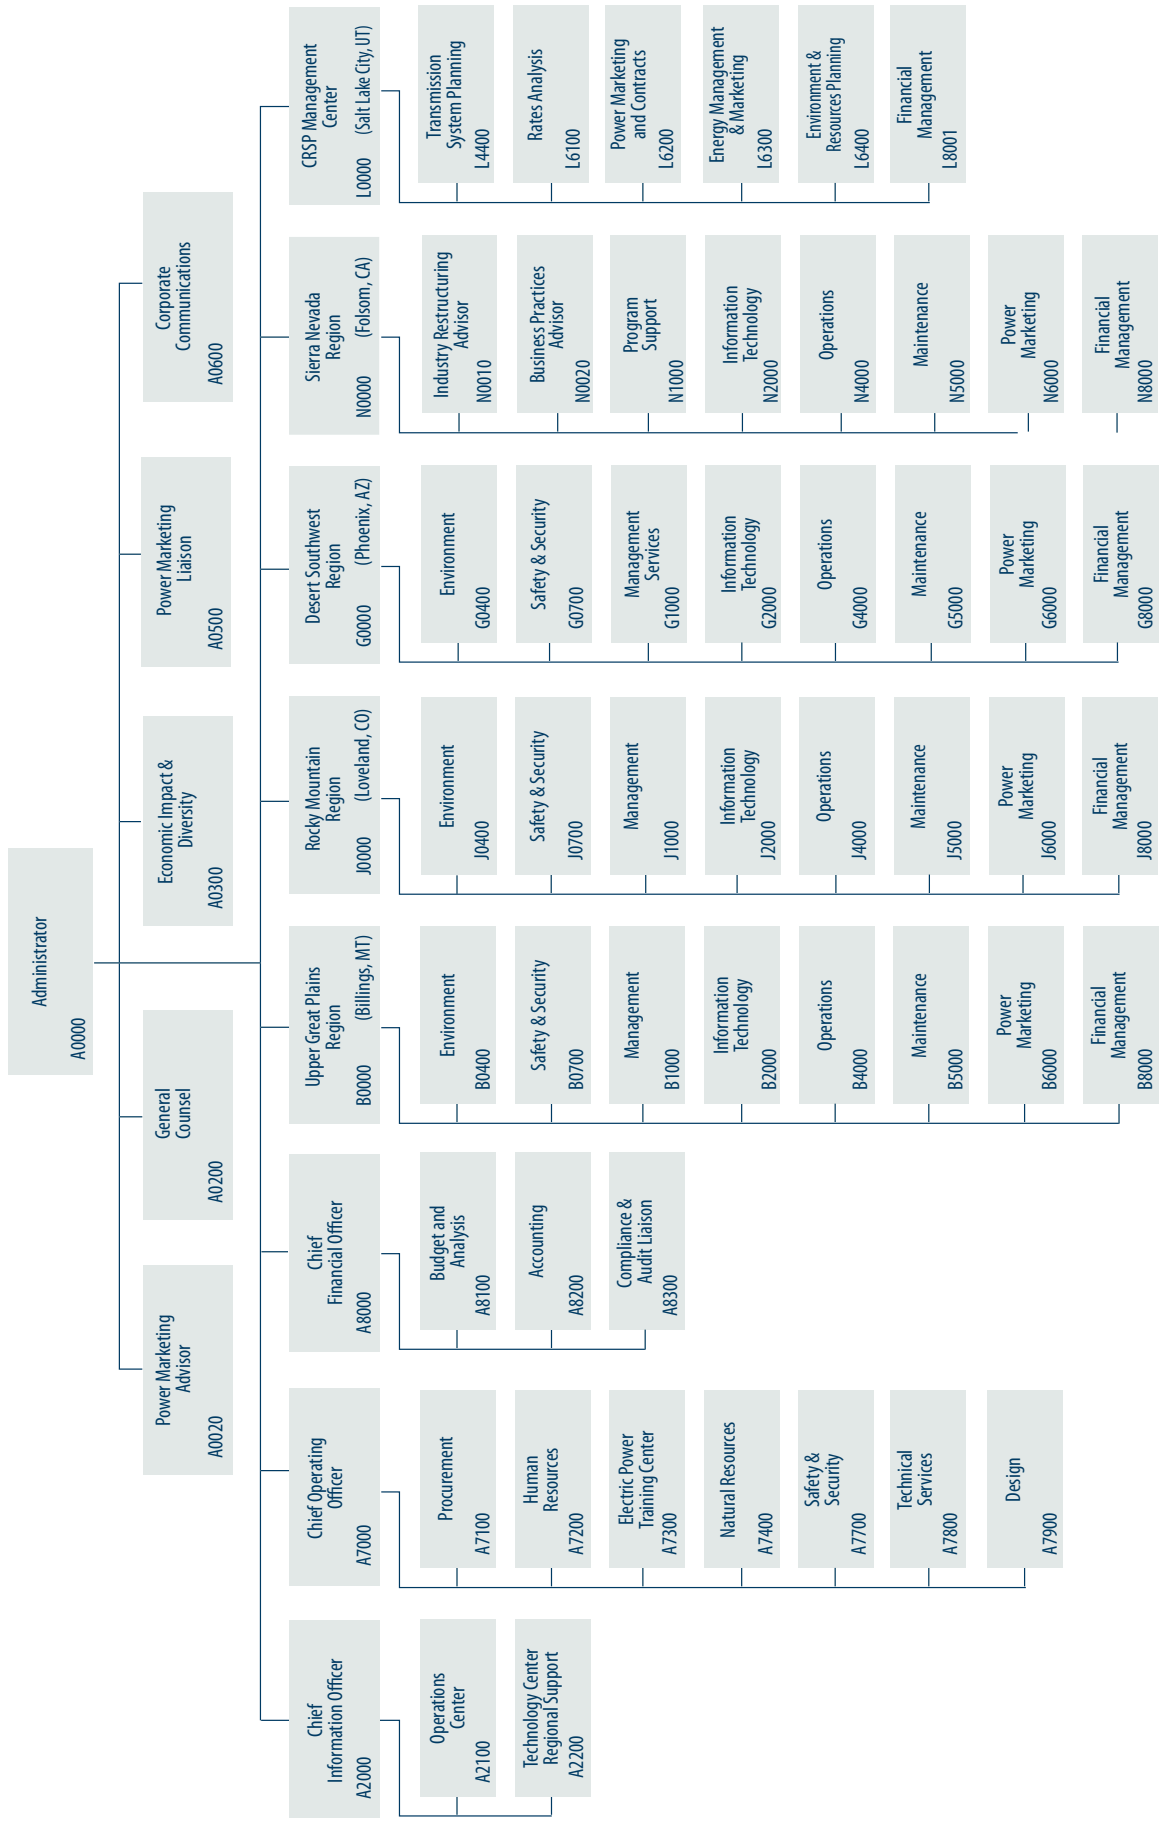 Administrator
A0000
Power Marketing
Advisor
A0020
General
Counsel
A0200
Economic Impact &
Diversity
A0300
Power Marketing
Liaison
A0500
Corporate
Communications
A0600
Chief
Information Officer
A2000
Operations
Center
A2100
Technology Center
Regional Support
A2200
Chief Operating
Officer
A7000
Procurement
A7100
Human
Resources
A7200
Electric Power
Training Center
A7300
Natural Resources
A7400
Safety &
Security
A7700
Technical
Services
A7800
Design
A7900
Chief
Financial Officer
A8000
Budget and
Analysis
A8100
Accounting
A8200
Compliance &
Audit Liaison
A8300
Upper Great Plains
Region
B0000 (Billings, MT)
Environment
B0400
Safety & Security
B0700
Management
B1000
Information
Technology
B2000
Operations
B4000
Maintenance
B5000
Power
Marketing
B6000
Financial
Management
B8000
Rocky Mountain
Region
J0000 (Loveland, CO)
Environment
J0400
Safety & Security
J0700
Management
J1000
Information
Technology
J2000
Operations
J4000
Maintenance
J5000
Power
Marketing
J6000
Financial
Management
J8000
Desert Southwest
Region
G0000 (Phoenix, AZ)
Environment
G0400
Safety & Security
G0700
Management
Services
G1000
Information
Technology
G2000
Operations
G4000
Maintenance
G5000
Power
Marketing
G6000
Financial
Management
G8000
Sierra Nevada
Region
N0000 (Folsom, CA)
Industry Restructuring
Advisor
N0010
Business Practices
Advisor
N0020
Program
Support
N1000
Information
Technology
N2000
Operations
N4000
Maintenance
N5000
Power
Marketing
N6000
Financial
Management
N8000
CRSP Management
Center
L0000 (Salt Lake City, UT)
Transmission
System Planning
L4400
Rates Analysis
L6100
Power Marketing
and Contracts
L6200
Energy Management
& Marketing
L6300
Environment &
Resources Planning
L6400
Financial
Management
L8001